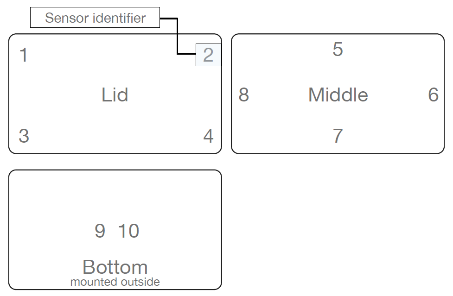 Sensor identifier
1 2
5
Lid
8 Middle 6
3 4
7
9 10
Bottom
mounted outside